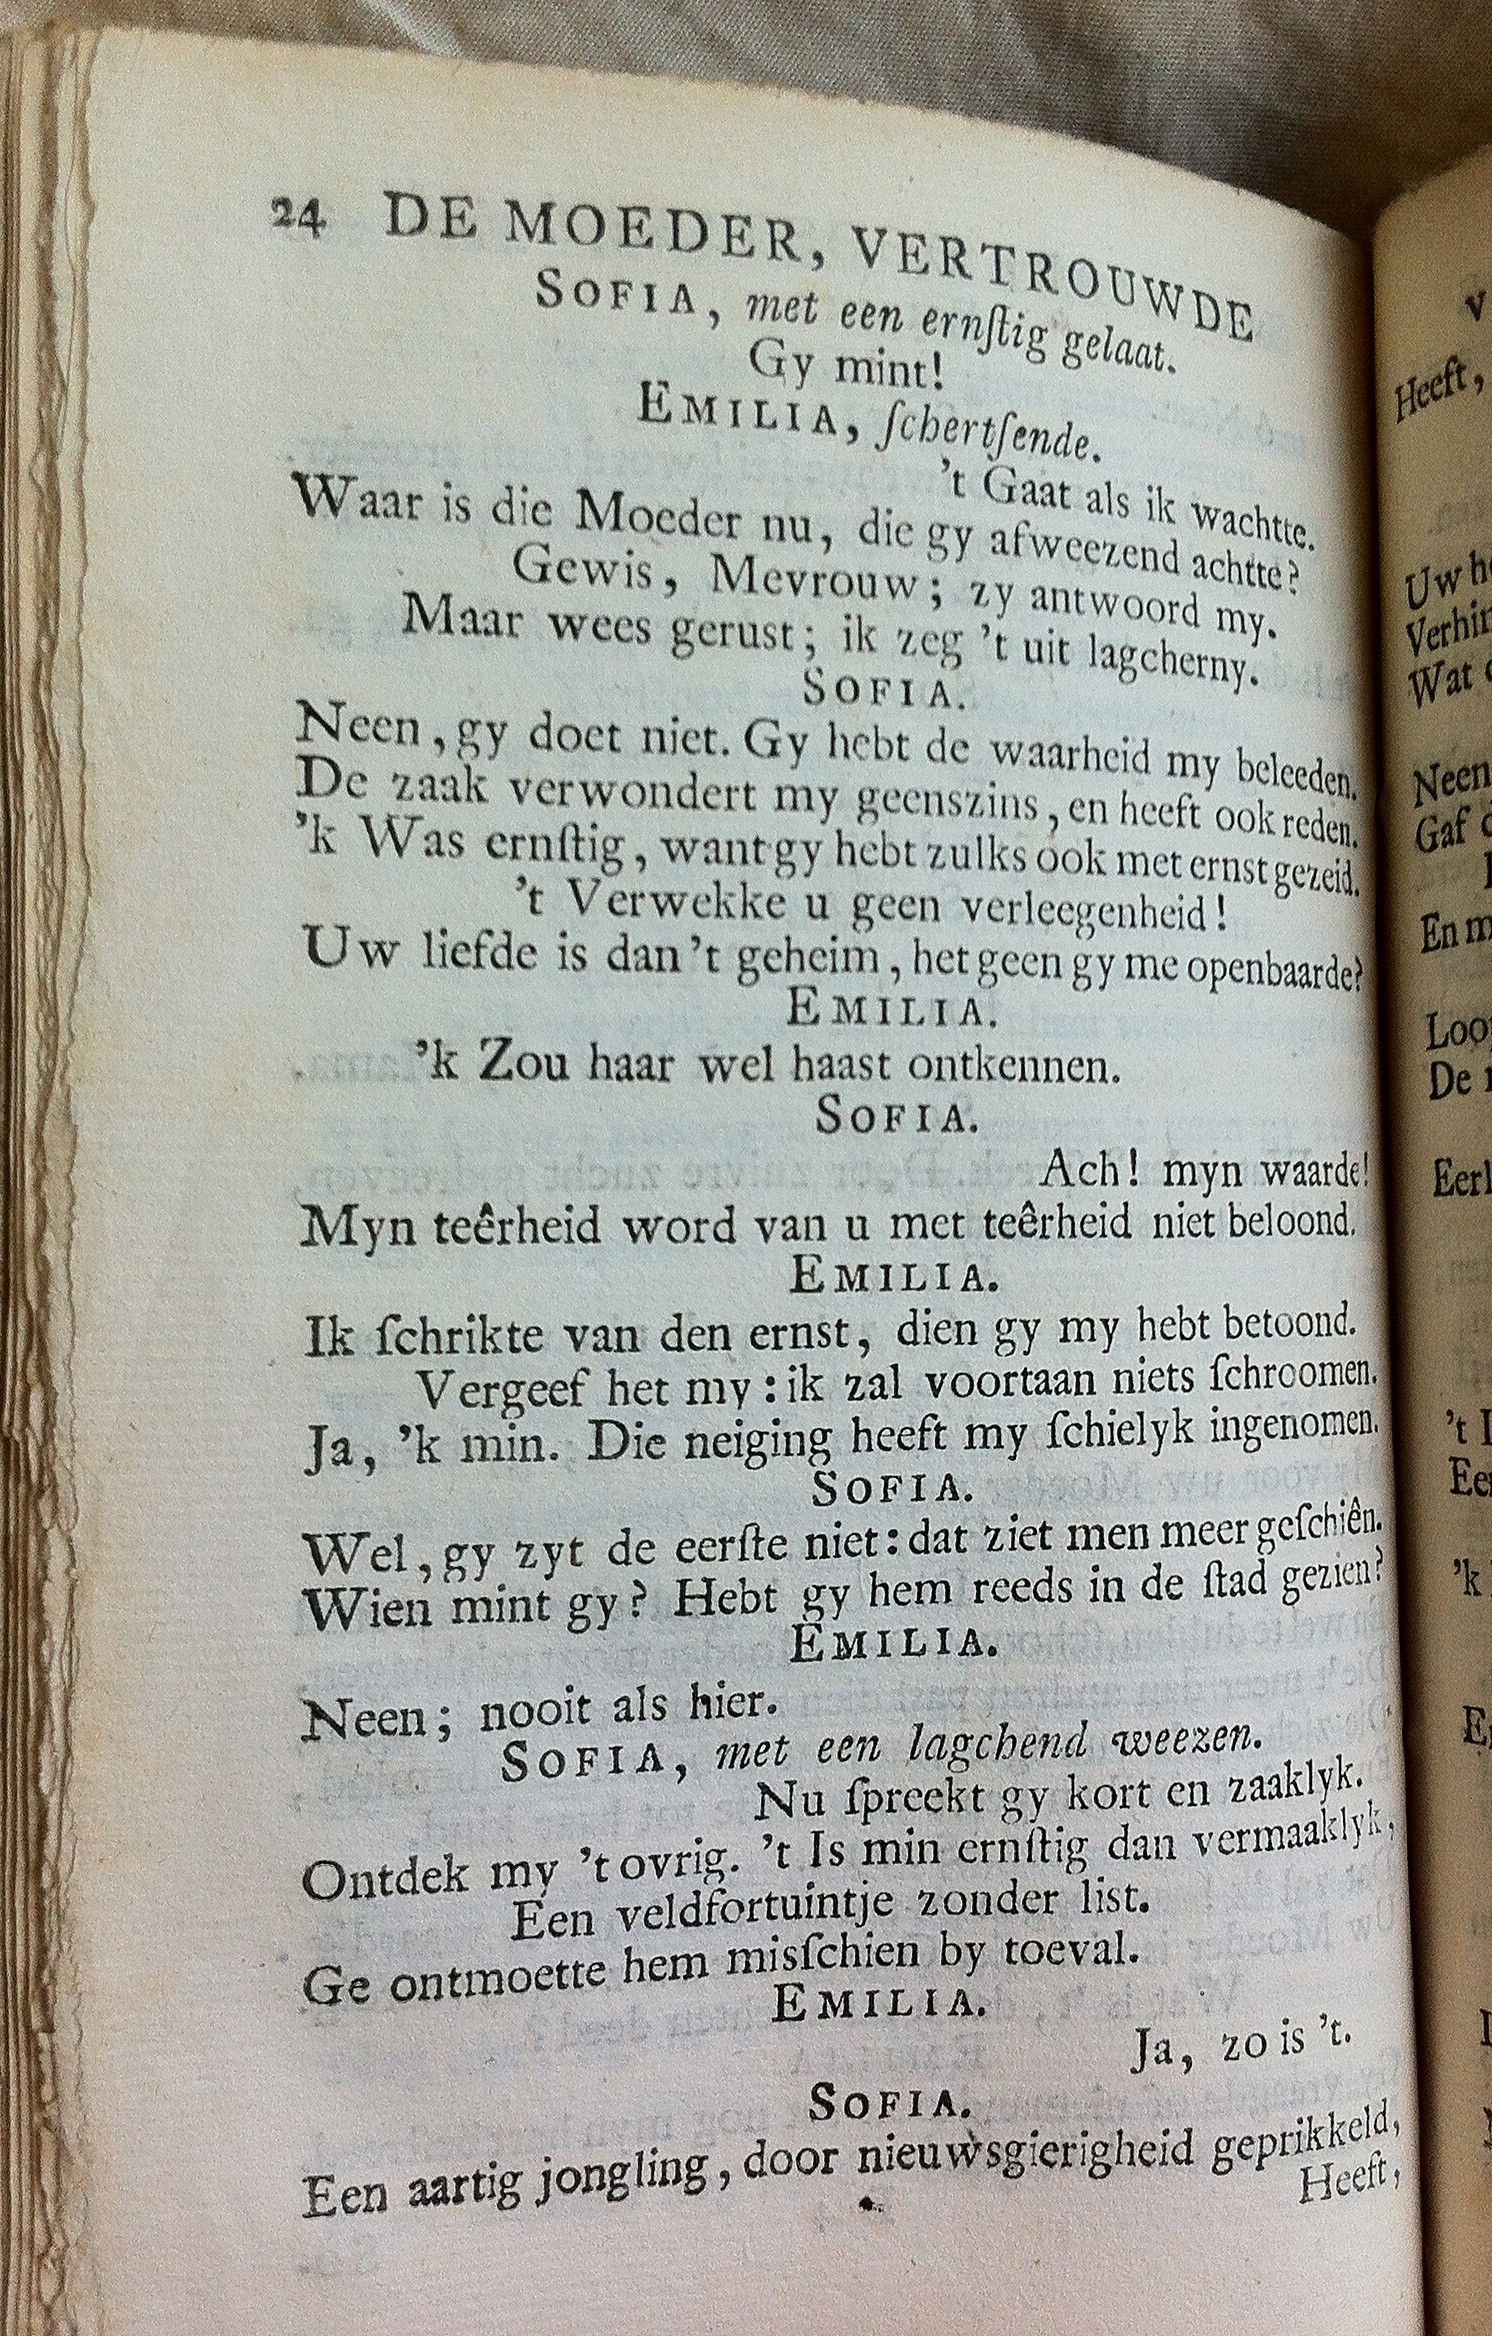 24 DE MOEDER, VERTROUWDE
SOFIA, met een ernſtig gelaat.
Gy mint!
EMILIA, ſchertſende.
't Gaat als ik wachtte.
Waar is die Moeder nu, die gy afweezend achtte?
Gewis, Mevrouw; zy antwoord my.
Maar wees gerust; ik zeg 't uit lagcherny.
SOFIA.
Neen, gy doet niet. Gy hebt de waarheid my beleeden.
De zaak verwondert my geenszins, en heeft ook reden.
'k Was ernſtig, want gy hebt zulks ook met ernst gezeid.
't Verwekke u geen verleegenheid!
Uw liefde is dan 't geheim, het geen gy me openbaarde?
EMILIA.
'k Zou haar wel haast ontkennen.
SOFIA.
Ach! myn waarde!
Myn teêrheid word van u met teêrheid niet beloond.
EMILIA.
Ik ſchrikte van den ernst, dien gy my hebt betoond.
Vergeef het my: ik zal voortaan niets ſchroomen.
Ja, 'k min. Die neiging heeft my ſchielyk ingenomen.
SOFIA.
Wel, gy zyt de eerſte niet: dat ziet men meer geſchiên.
Wien mint gy? Hebt gy hem reeds in de ſtad gezien?
EMILIA.
Neen; nooit als hier.
SOFIA, met een lagchend weezen.
Nu ſpreekt gy kort en zaaklyk.
Ontdek my 't ovrig. 't Is min ernſtig dan vermaaklyk,
Een veldfortuintje zonder list.
Ge ontmoette hem misſchien by toeval.
EMILIA.
Ja, zo is 't.
SOFIA.
Een aartig jongling, door nieuwsgierigheid geprikkeld,
Heeft,
V
Heeft,
Uw
Verhin
Wat
Neen
Gaf
En
De
't
'k